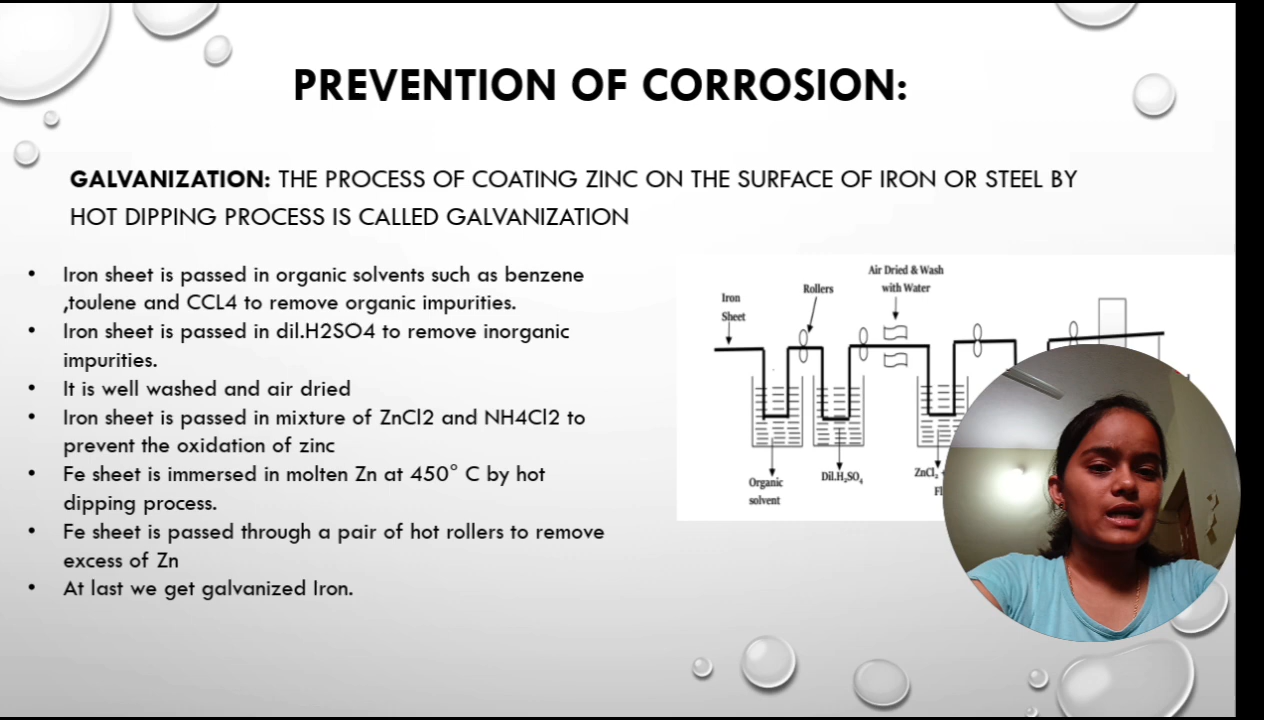 PREVENTION OF CORROSION:
GALVANIZATION: THE PROCESS OF COATING ZINC ON THE SURFACE OF IRON OR STEEL BY
HOT DIPPING PROCESS IS CALLED GALVANIZATION
• Iron sheet is passed in organic solvents such as benzene
,toulene and CCL4 to remove organic impurities.
• Iron sheet is passed in dil.H2SO4 to remove inorganic
impurities.
• It is well washed and air dried
• Iron sheet is passed in mixture of ZnCl2 and NH4Cl2 to
prevent the oxidation of zinc
• Fe sheet is immersed in molten Zn at 450° C by hot
dipping process.
• Fe sheet is passed through a pair of hot rollers to remove
excess of Zn
• At last we get galvanized Iron.
Iron
Sheet
Rollers
Air Dried & Wash
with Water
Organic
solvent
Dil.H₂SO₄
ZnCl₂